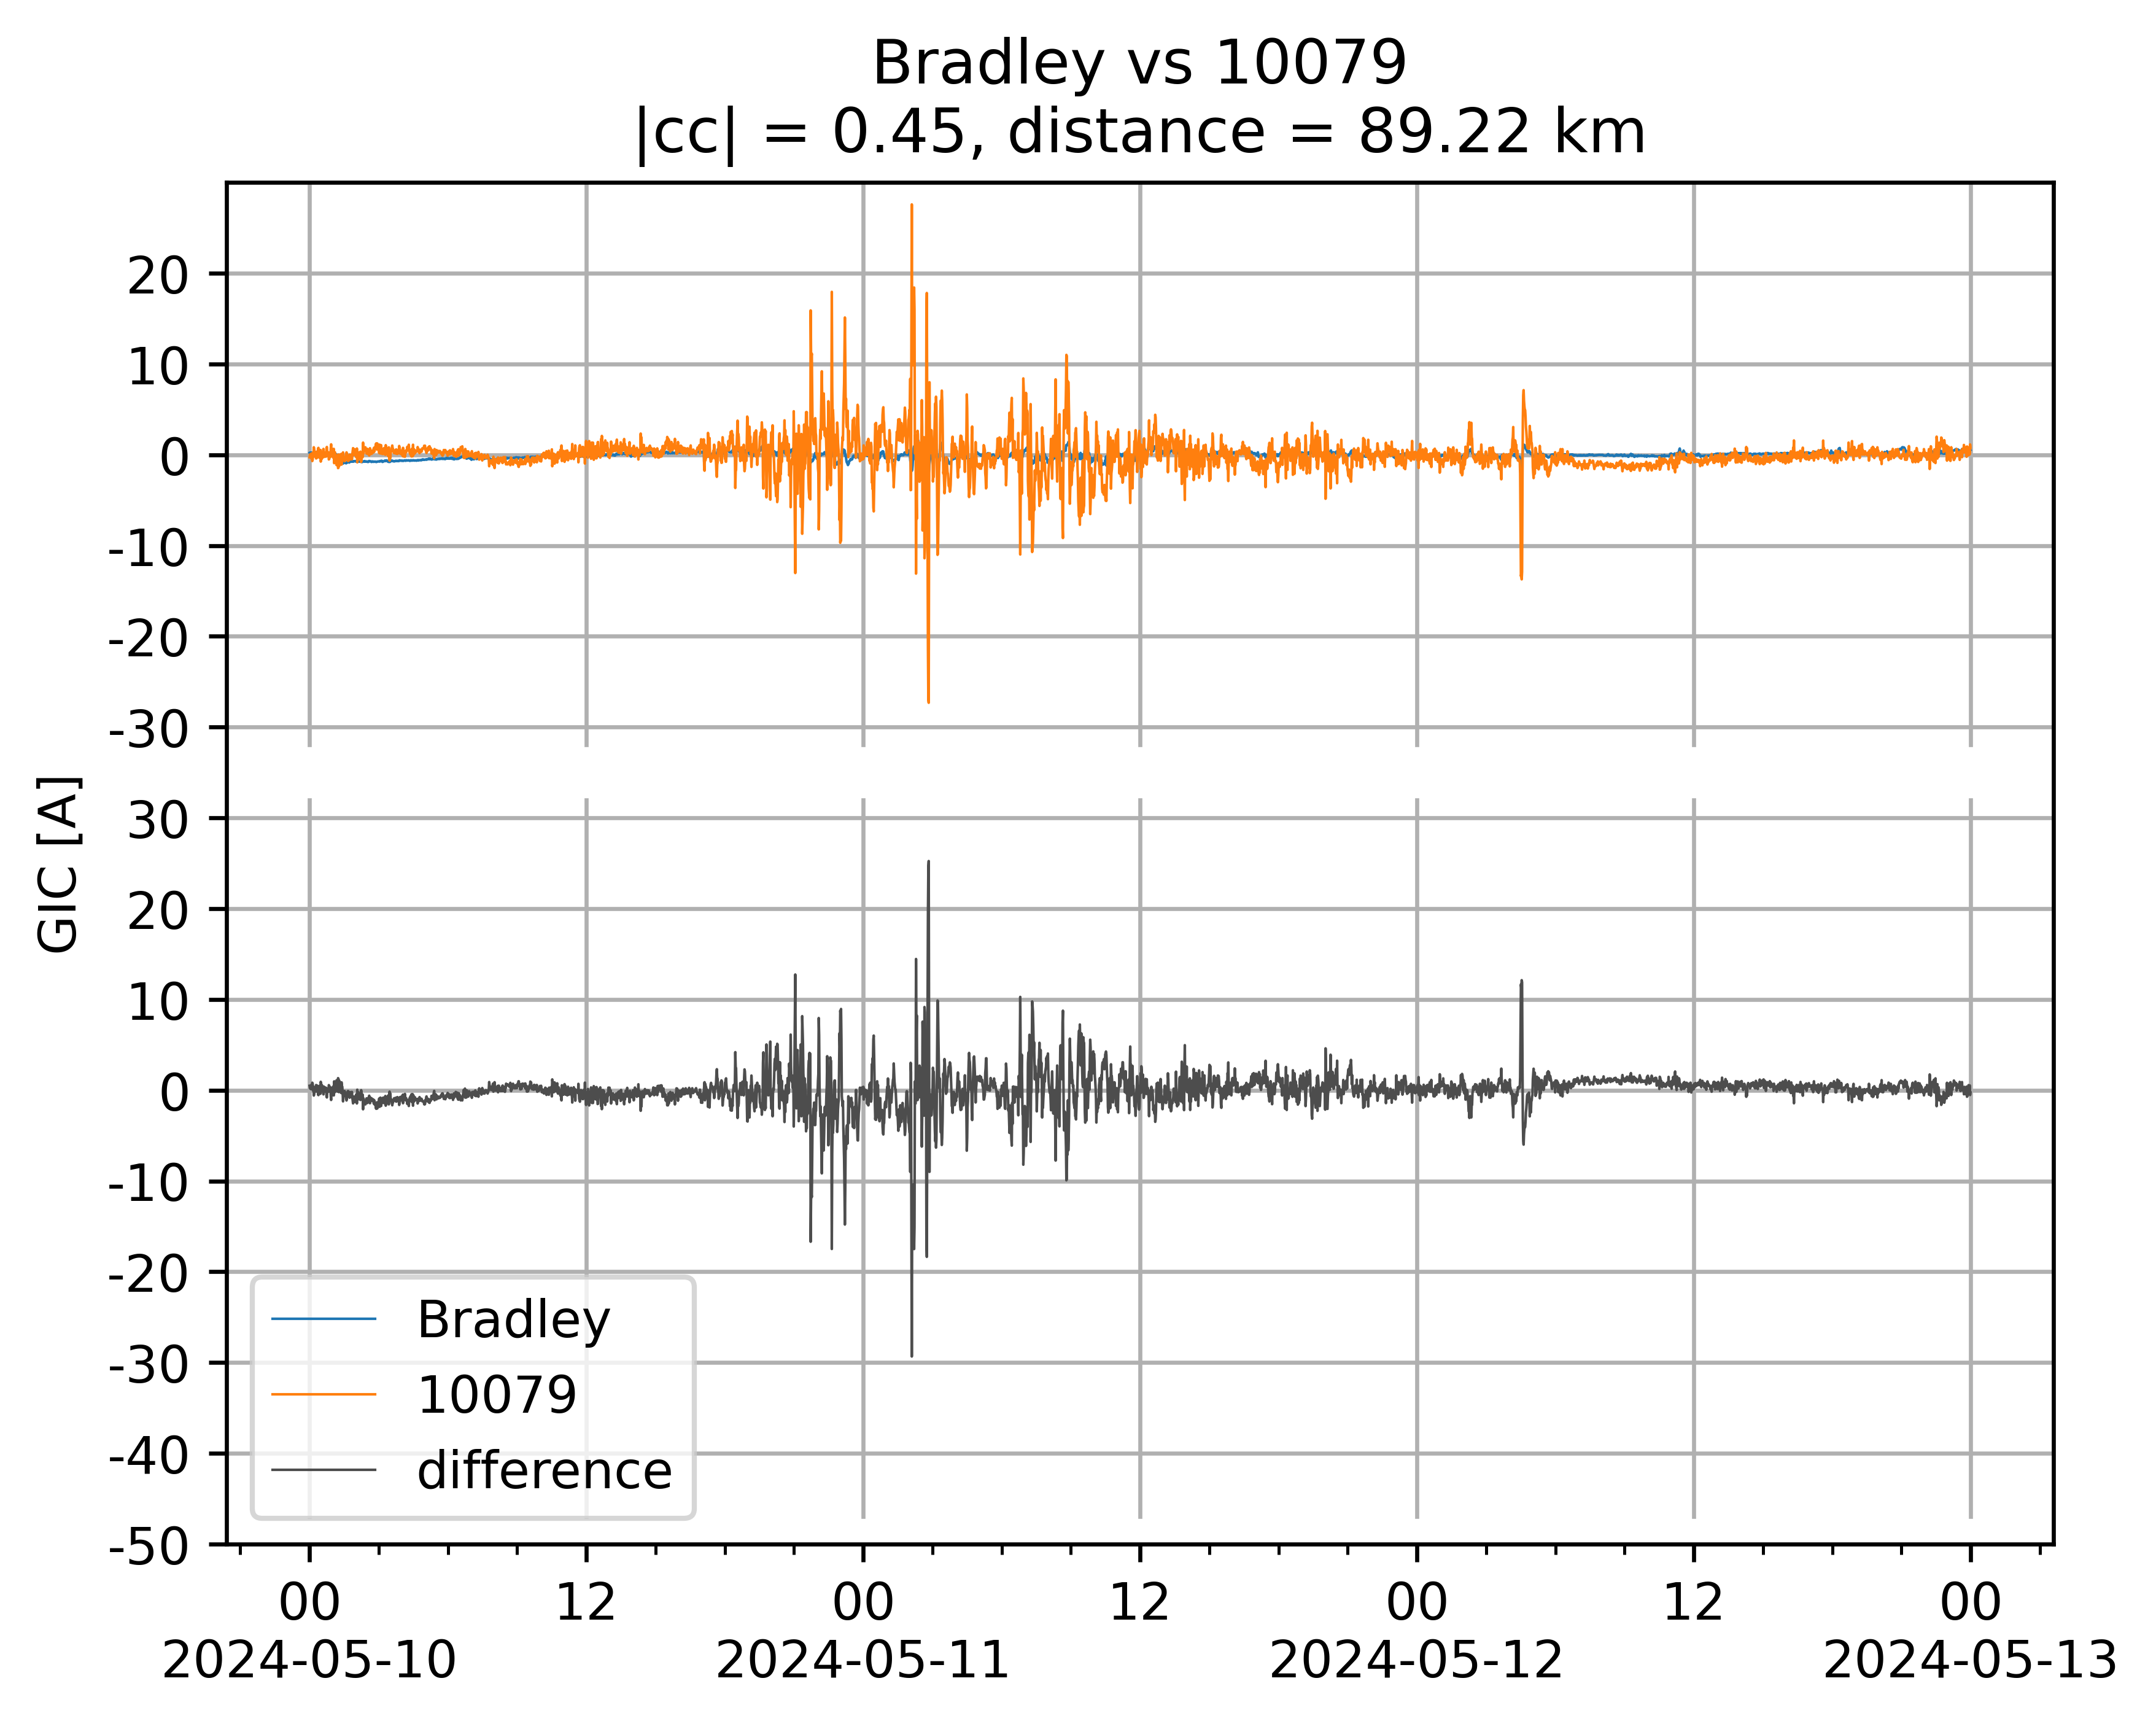 Bradley vs 10079
|cc| = 0.45, distance = 89.22 km
GIC [A]
20
10
0
-10
-20
-30
30
20
10
0
-10
-20
-30
-40
-50
Bradley
10079
difference
00 12 00 12 00 12 00
2024-05-10 2024-05-11 2024-05-12 2024-05-13